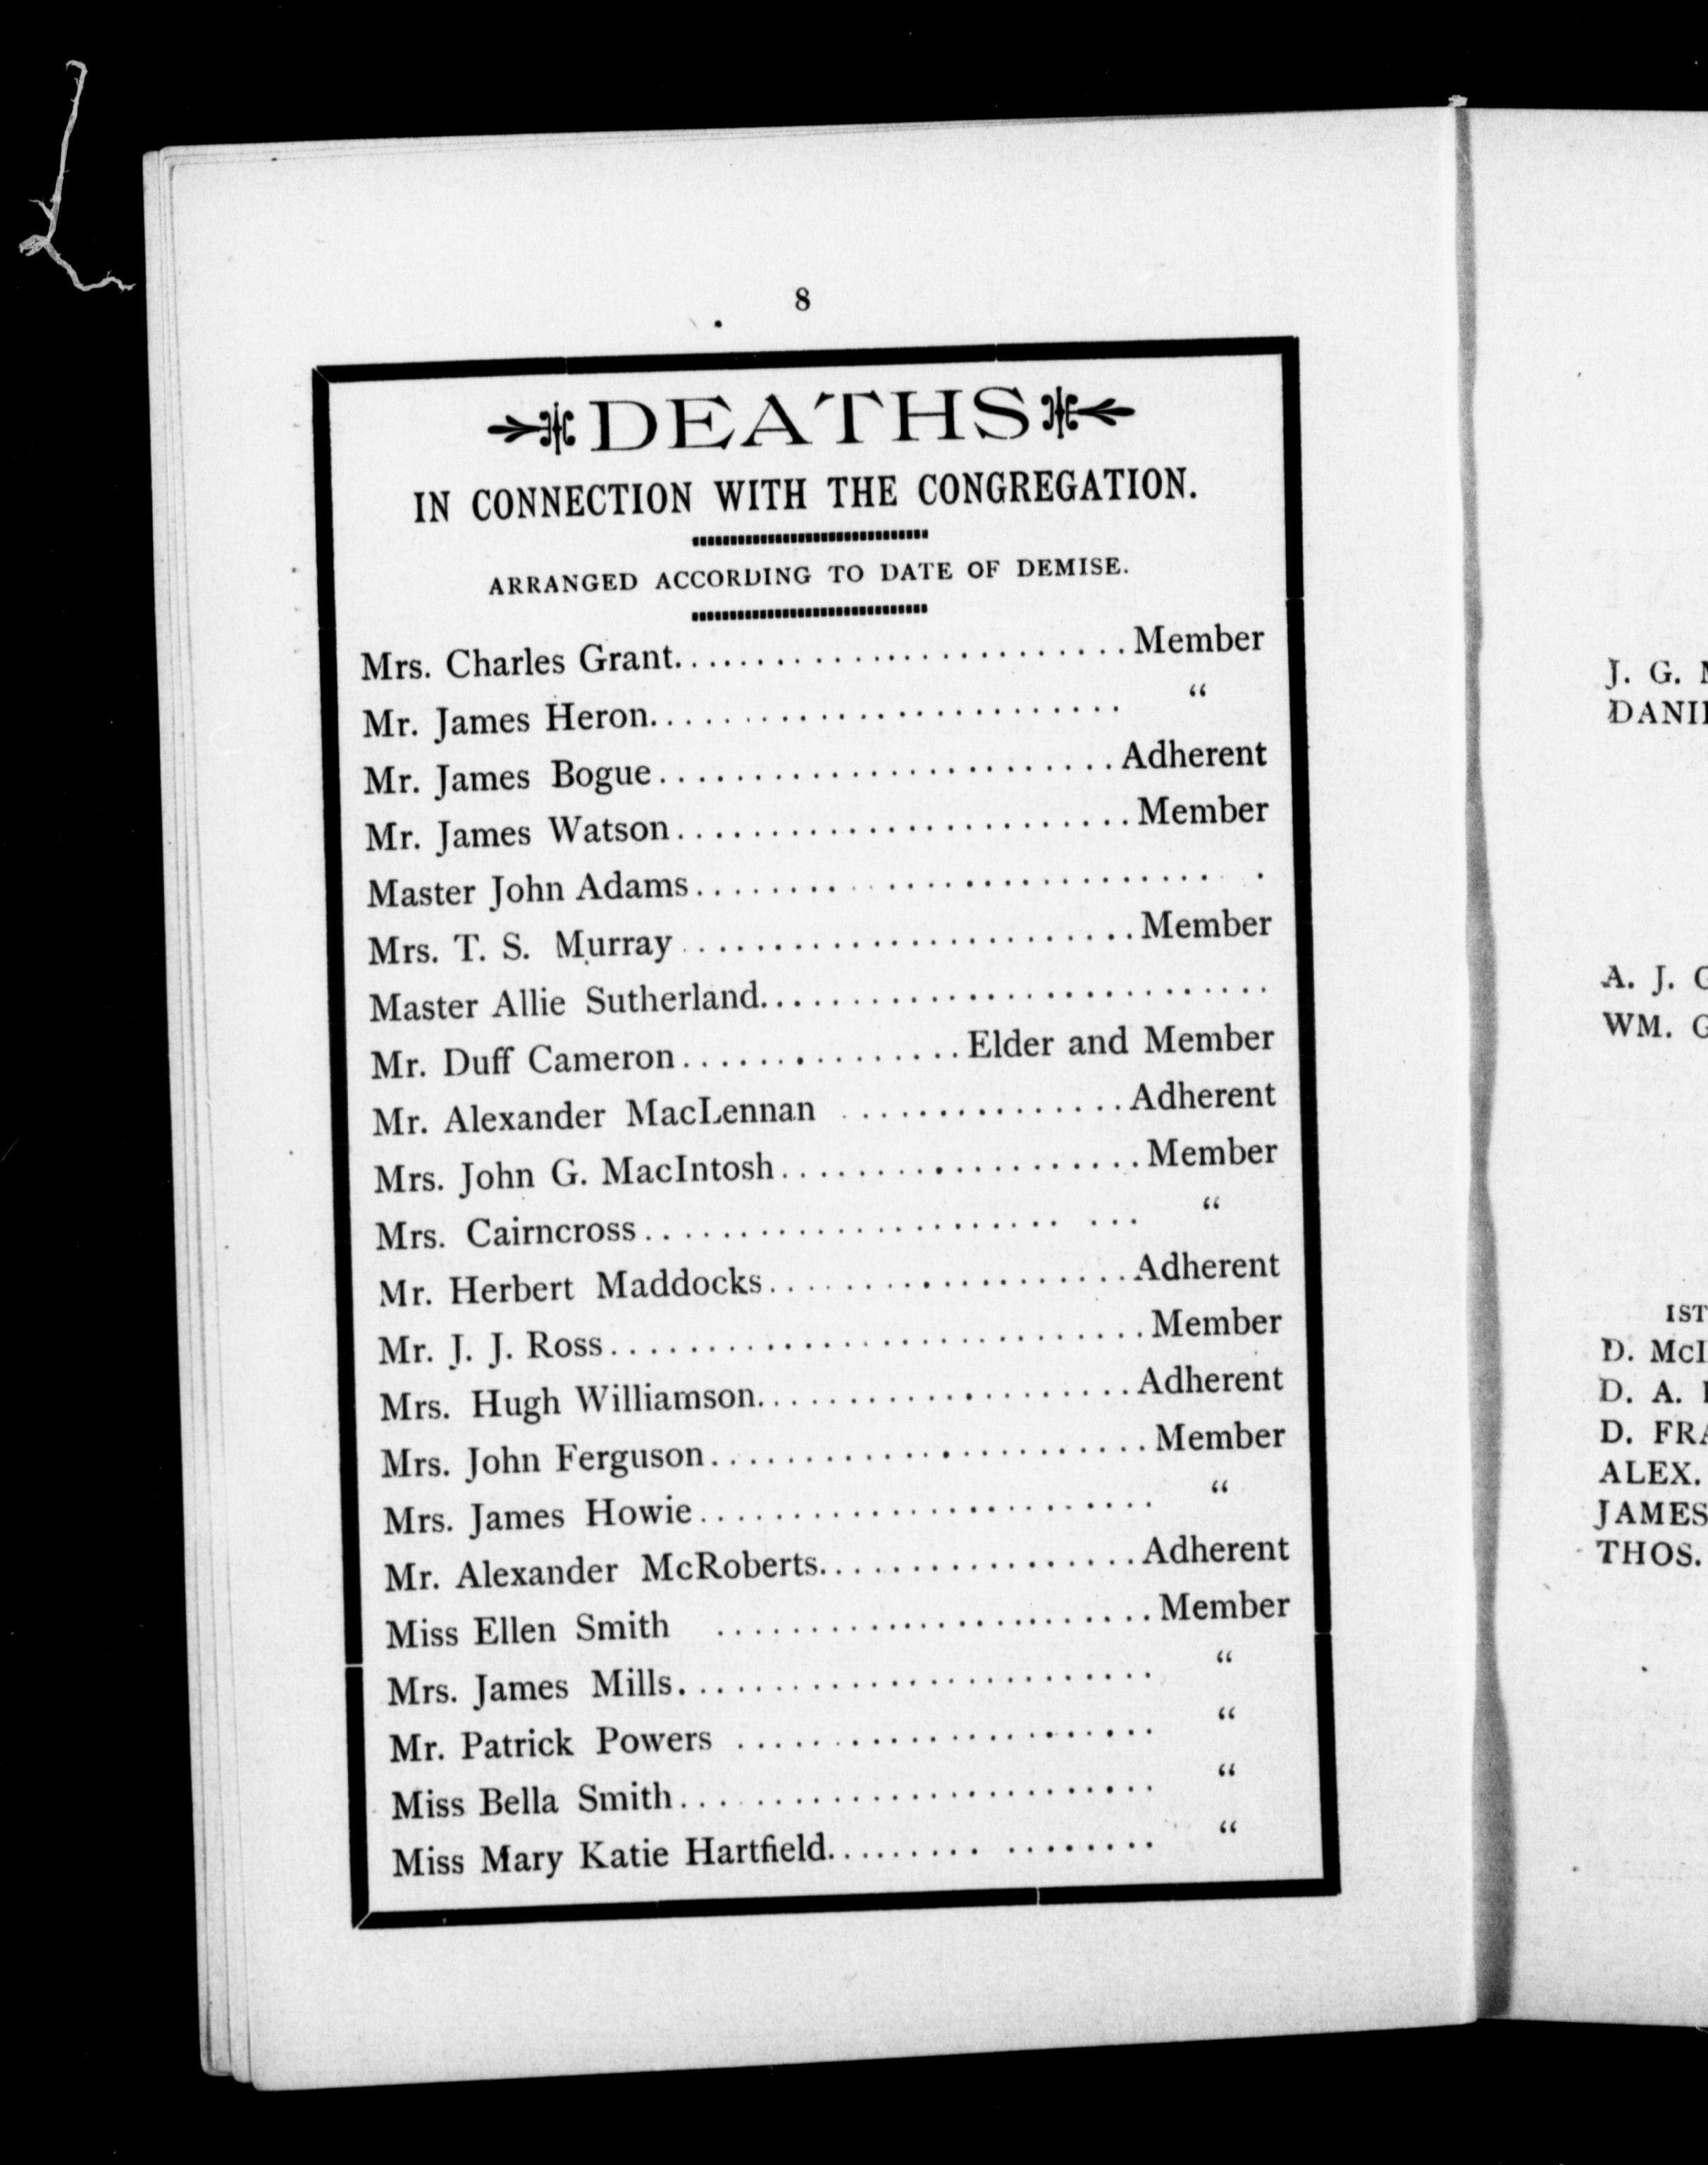 8
DEATHS
IN CONNECTION WITH THE CONGREGATION.
ARRANGED ACCORDING TO DATE OF DEMISE.
Mrs. Charles Grant. Member
Mr. James Heron. “
Mr. James Bogue Adherent
Mr. James Watson Member
Master John Adams
Mrs. T. S. Murray Member
Master Allie Sutherland.
Mr. Duff Cameron Elder and Member
Mr. Alexander MacLennan Adherent
Mrs. John G. MacIntosh Member
Mrs. Cairncross “
Mr. Herbert Maddocks Adherent
Mr. J. J. Ross Member
Mrs. Hugh Williamson. Adherent
Mrs. John Ferguson Member
Mrs. James Howie “
Mr. Alexander McRoberts. Adherent
Miss Ellen Smith Member
Mrs. James Mills. “
Mr. Patrick Powers “
Miss Bella Smith “
Miss Mary Katie Hartfield. “
J. G.
A. J.
WM.
D.
D. A.
D.
ALEX.
JAMES
THOS.